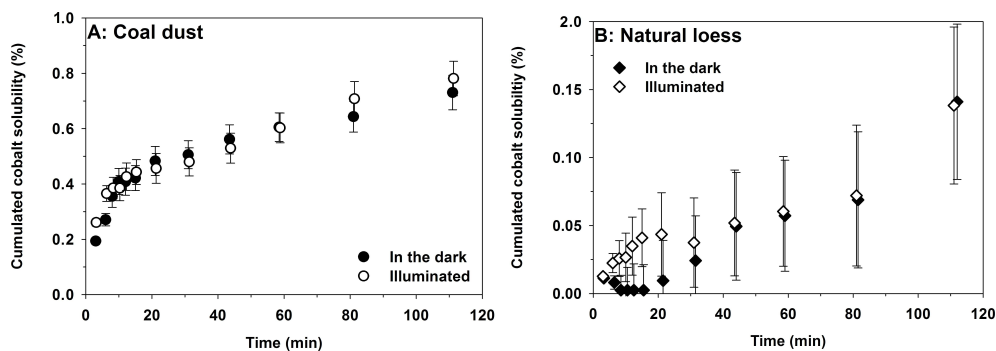 A: Coal dust
Cumulated cobalt solubility (%)
1.0
0.8
0.6
0.4
0.2
0.0
In the dark
Illuminated
0 20 40 60 80 100 120
Time (min)
B: Natural loess
In the dark
Illuminated
Cumulated cobalt solubiltiy (%)
2.0
0.15
0.10
0.05
0.00
0 20 40 60 80 100 120
Time (min)